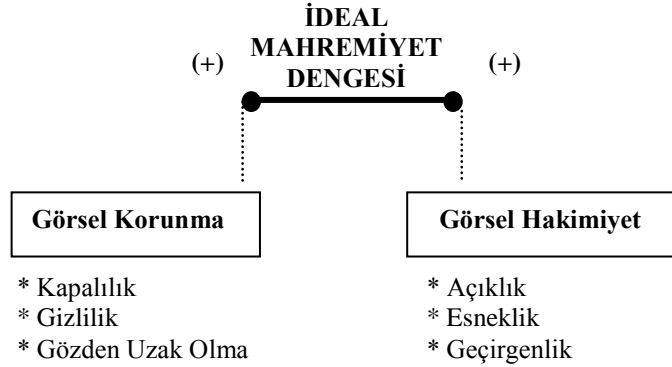 İDEAL
MAHREMİYET
DENGESİ
(+)
(+)
Görsel Korunma
* Kapalılık
* Gizlilik
* Gözden Uzak Olma
Görsel Hakimiyet
* Açıklık
* Esneklik
* Geçirgenlik